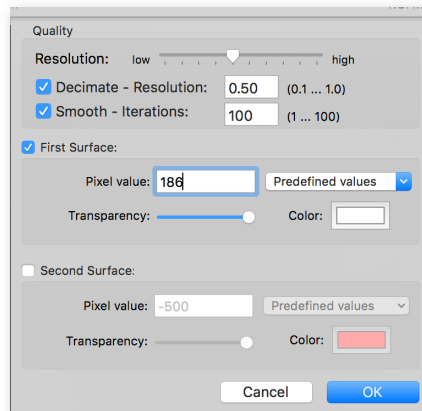 Quality
Resolution: low high
Decimate - Resolution: 0.50 (0.1 ... 1.0)
Smooth - Iterations: 100 (1 ... 100)
First Surface:
Pixel value: 186 Predefined values
Transparency: Color:
Second Surface:
Pixel value: -500 Predefined values
Transparency: Color:
Cancel OK